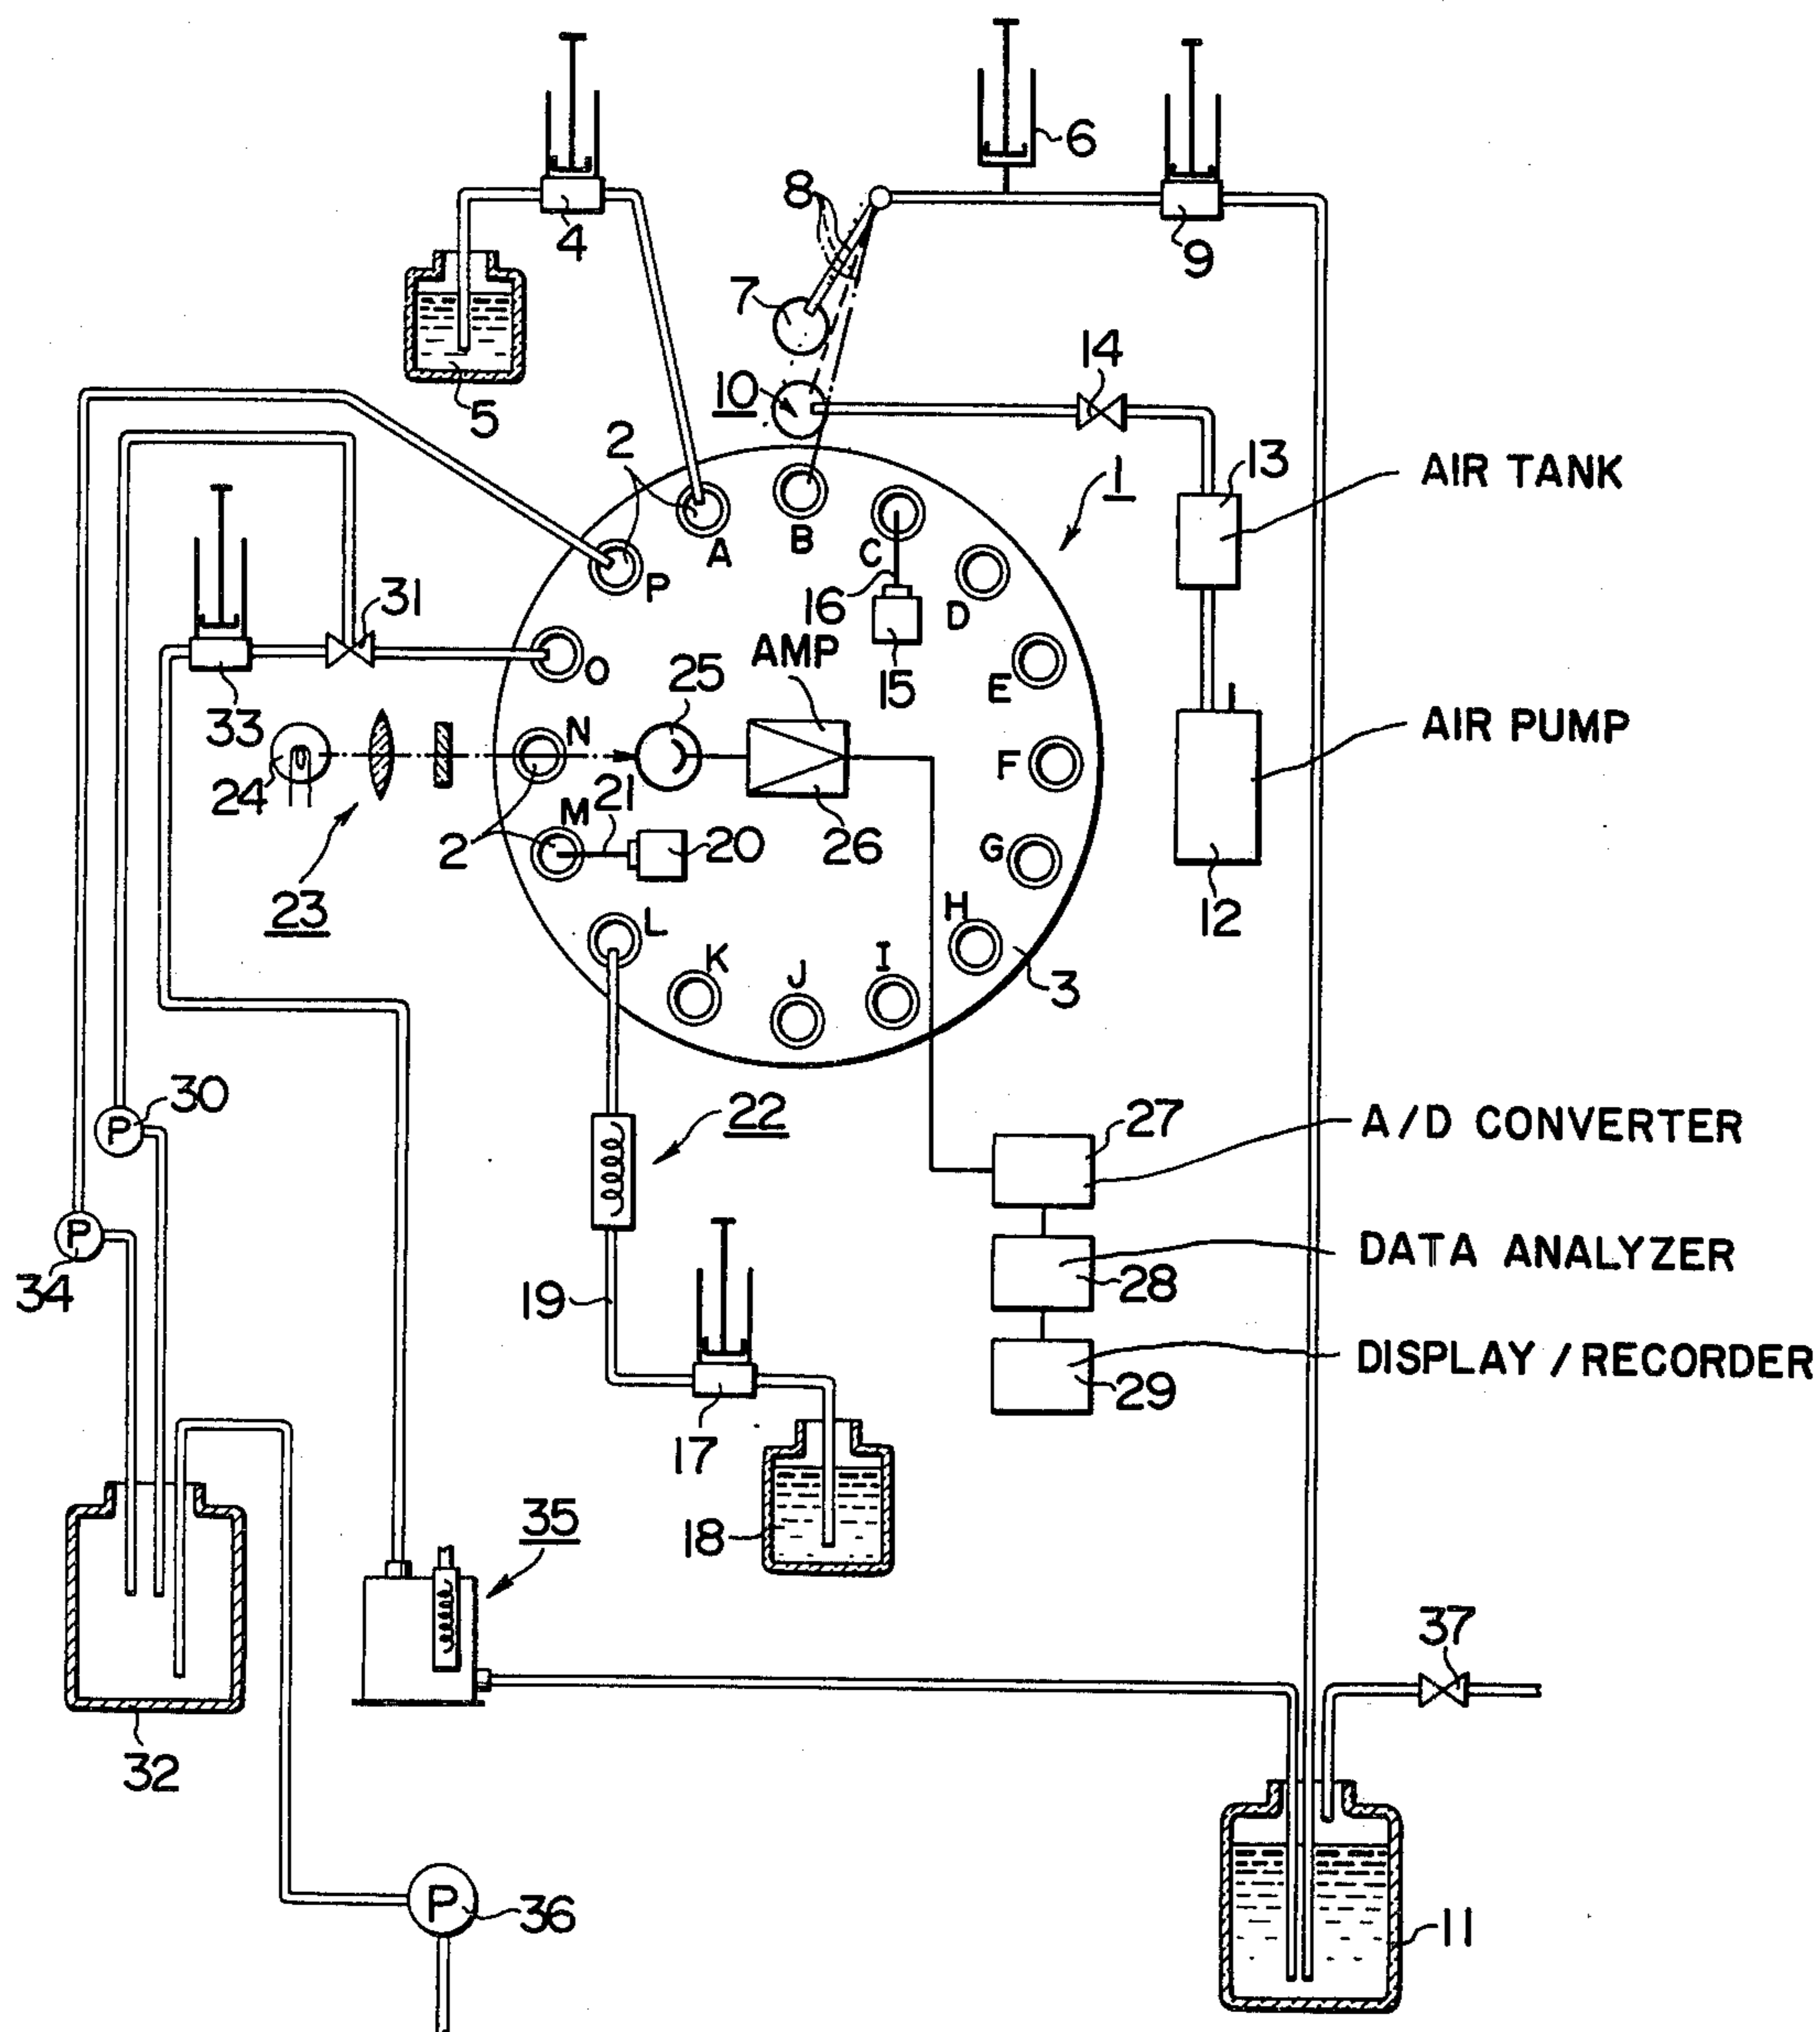 6
8
4
9
7
14
10
5
2
13
1
AIR TANK
A
B
C
P
16
D
31
AMP
O
25
15
E
33
N
AIR PUMP
F
24
21
M
2
20
26
G
23
12
L
H
K
J
I
3
30
22
27
A/D CONVERTER
P
P
DATA ANALYZER
34
19
28
DISPLAY / RECORDER
29
17
35
18
37
32
P
36
11